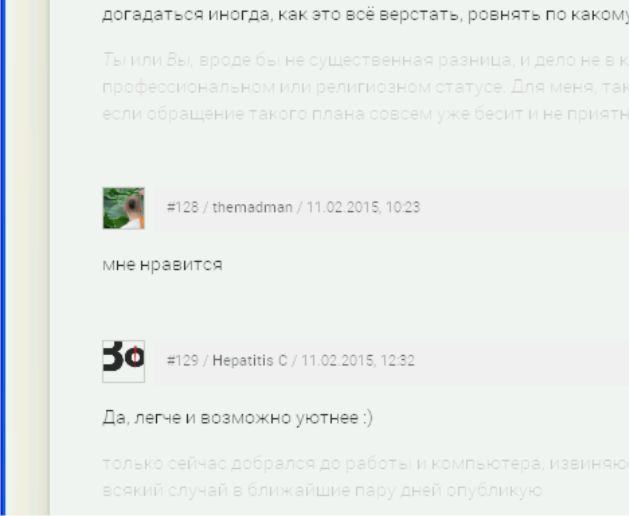 догадаться иногда, как это всё верстать, ровнять по какому
Ты или Вы, вроде бы не существенная разница, и дело не в к
профессиональном или религиозном статусе. Для меня, так
если обращение такого плана совсем уже бесит и не приятн
#128 / themadman / 11.02.2015, 10:23
мне нравится
#129 / Hepatitis C / 11.02.2015, 12:32
Да, легче и возможно уютнее :)
только сейчас добрался до работы и компьютера, извиняю
всякий случай в ближайшие пару дней опубликую